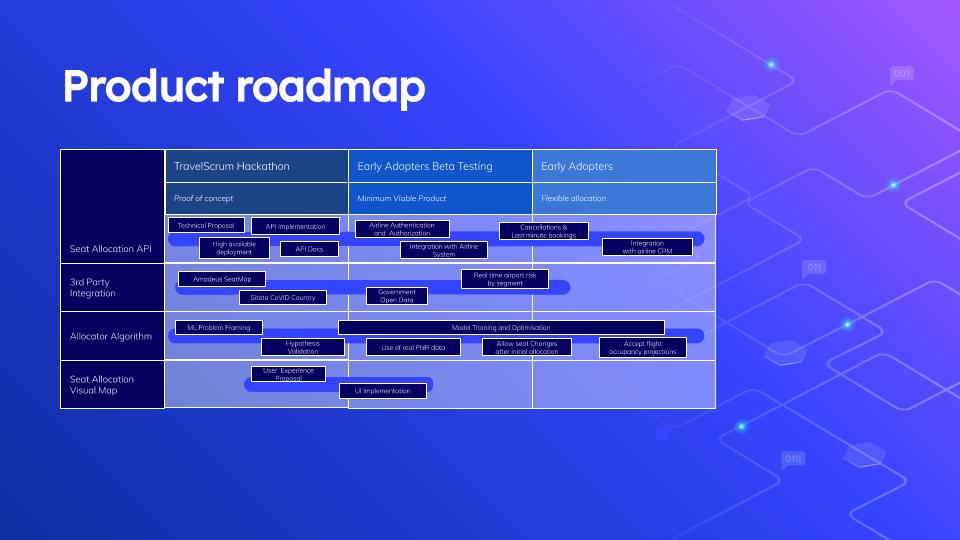 Product roadmap
001
TravelScrum Hackathon
Early Adopters Beta Testing
Early Adopters
Proof of concept
Minimum Viable Product
Flexible allocation
Seat Allocation API
Technical Proposal
API implementation
Airline Authentication
and Authorization
Cancellations &
Last minute bookings
High available
deployment
API Docs
Integration with Airline
System
Integration
with airline CRM
3rd Party
Integration
Amadeus SeatMap
Real time airport risk
by segment
Sitata CoVID Country
Government
Open Data
011
Allocator Algorithm
ML Problem Framing
Model Training and Optimisation
Hypothesis
Validation
Use of real PNR data
Allow seat Changes
after initial allocation
Accept flight
occupancy projections
Seat Allocation
Visual Map
User Experience
Proposal
UI Implementation
010